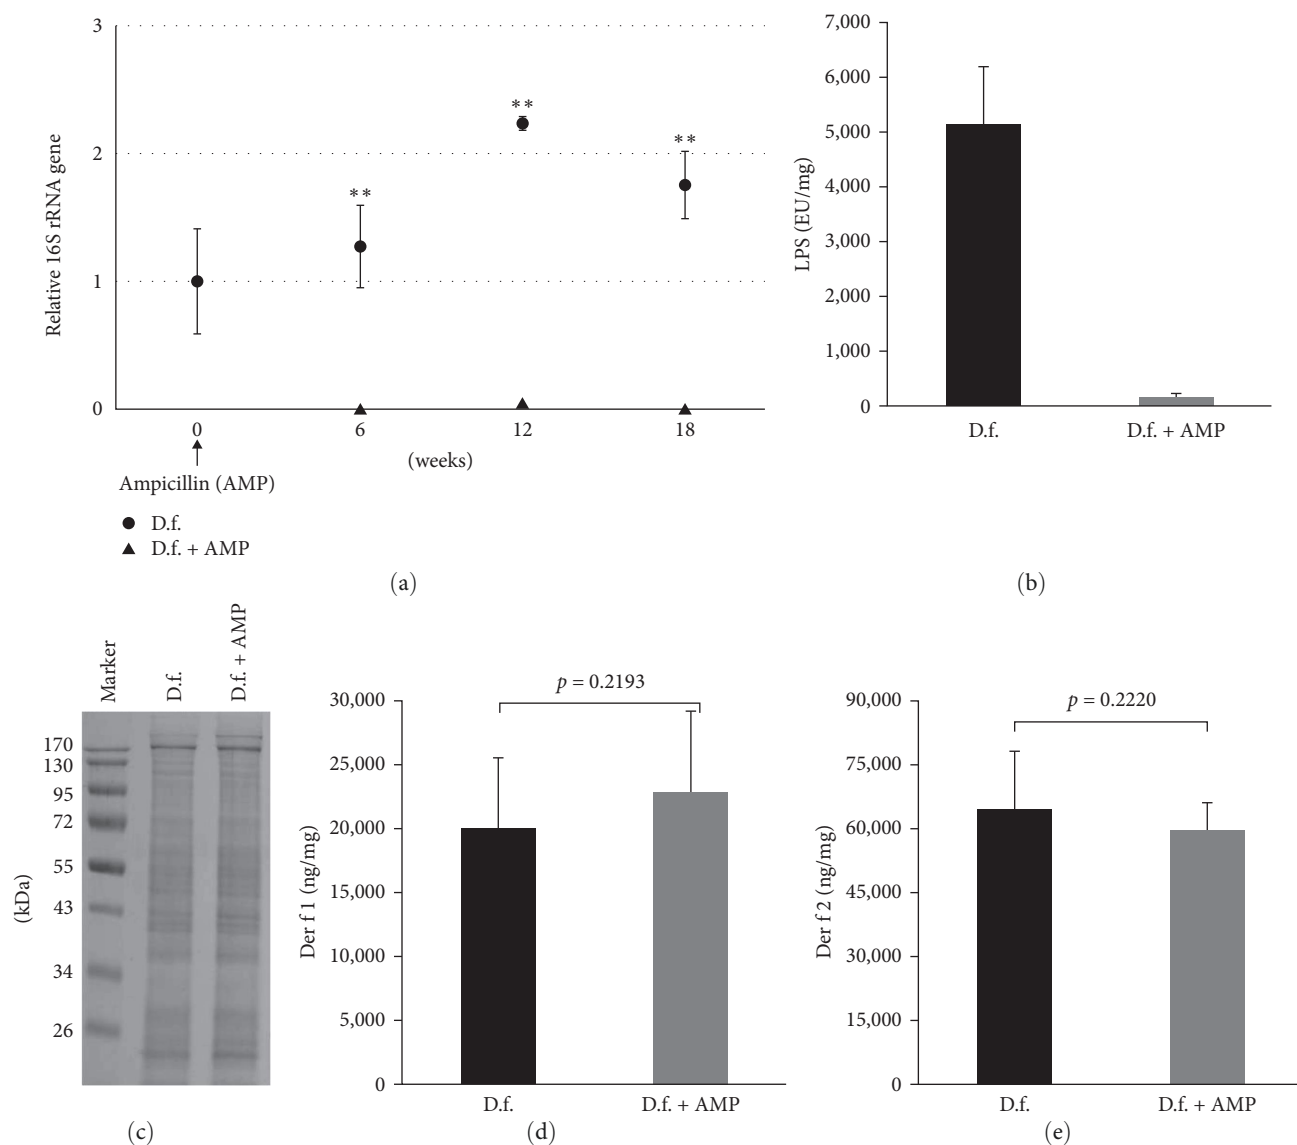 3
2
1
0
Relative 16S rRNA gene
**
**
**
0
6
12
18
(weeks)
Ampicillin (AMP)
D.f.
D.f. + AMP
(a)
7,000
6,000
5,000
4,000
3,000
2,000
1,000
0
LPS (EU/mg)
D.f.
D.f. + AMP
(b)
Marker
D.f.
D.f. + AMP
170
130
95
72
55
43
34
26
(kDa)
(c)
p = 0.2193
30,000
25,000
20,000
15,000
10,000
5,000
0
Der f 1 (ng/mg)
D.f.
D.f. + AMP
(d)
p = 0.2220
90,000
75,000
60,000
45,000
30,000
15,000
0
Der f 2 (ng/mg)
D.f.
D.f. + AMP
(e)